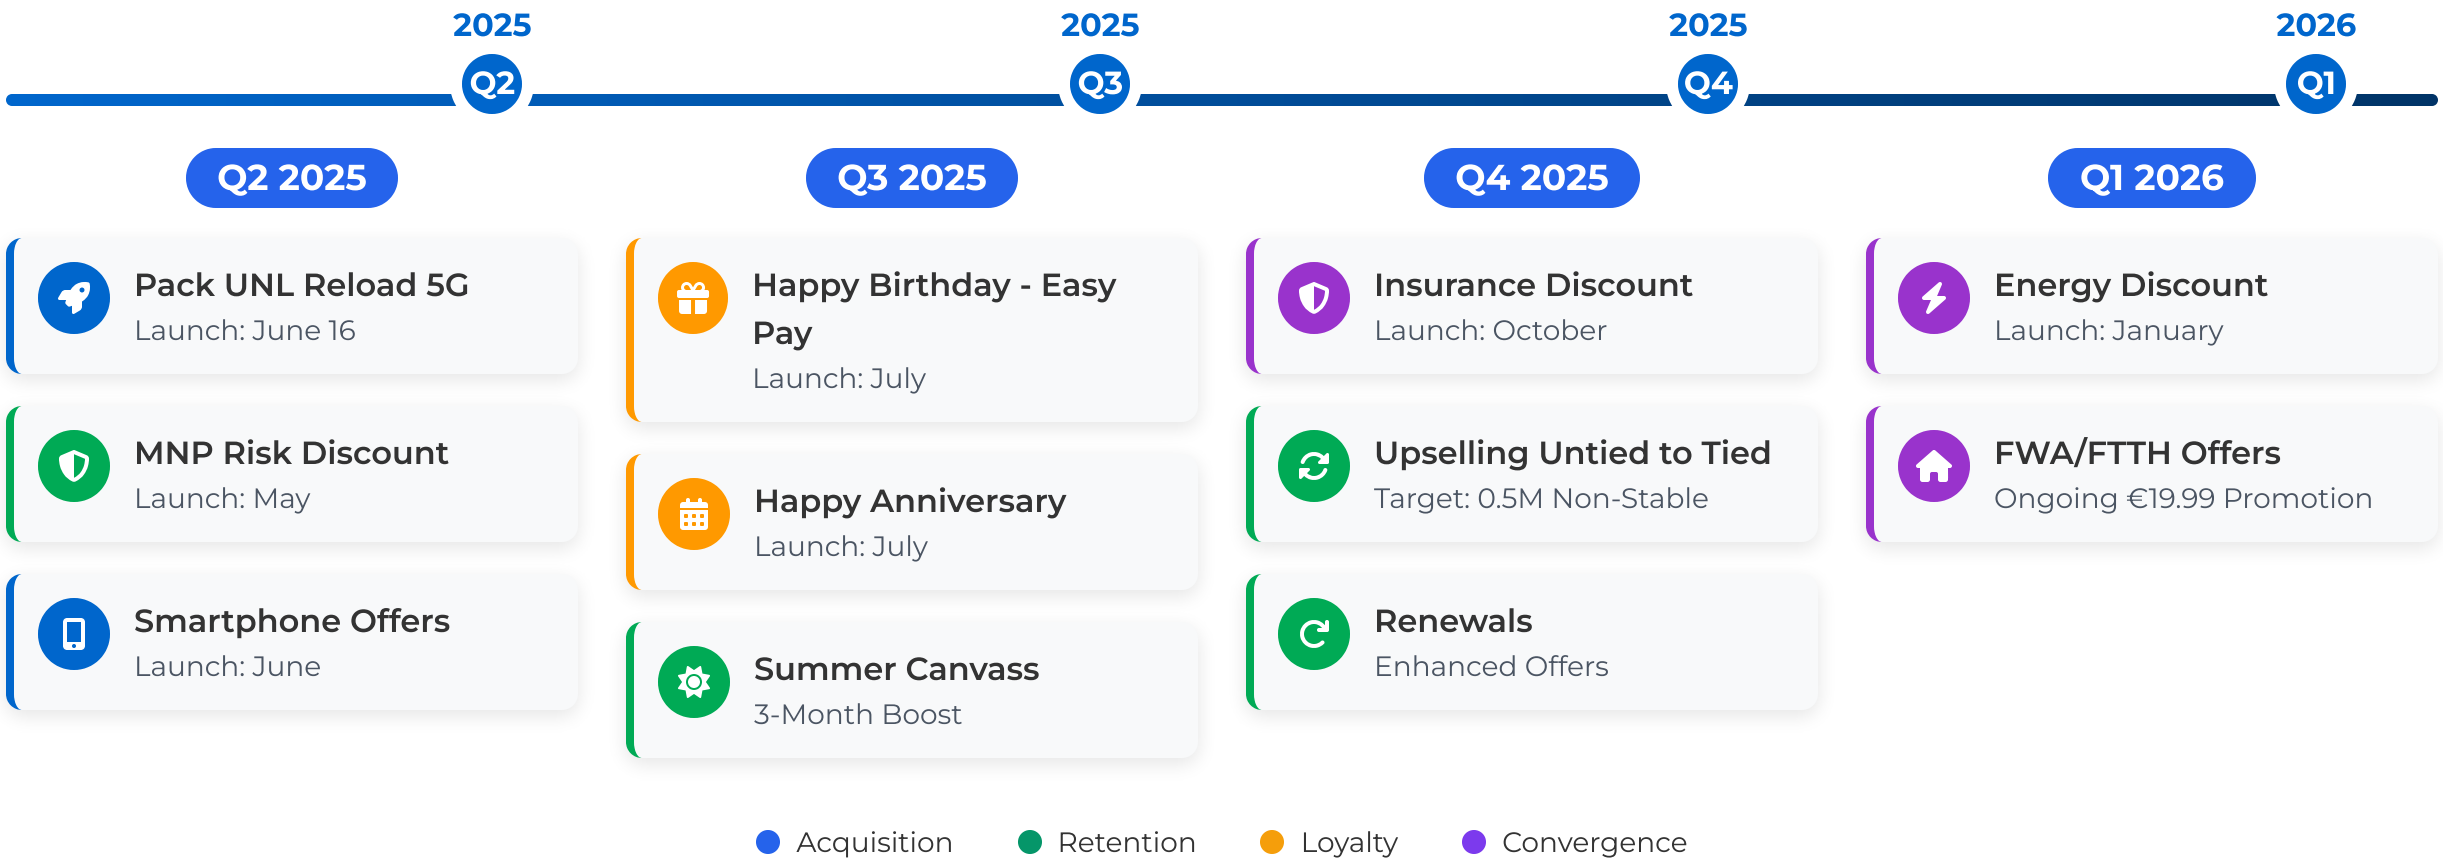 2025
2025
2025
2026
Q2
Q3
Q4
Q1
Q2 2025
Pack UNL Reload 5G
Launch: June 16
MNP Risk Discount
Launch: May
Smartphone Offers
Launch: June
Q3 2025
Happy Birthday - Easy
Pay
Launch: July
Happy Anniversary
Launch: July
Summer Canvass
3-Month Boost
Q4 2025
Insurance Discount
Launch: October
Upselling Untied to Tied
Target: 0.5M Non-Stable
Renewals
Enhanced Offers
Q1 2026
Energy Discount
Launch: January
FWA/FTTH Offers
Ongoing €19.99 Promotion
Acquisition
Retention
Loyalty
Convergence